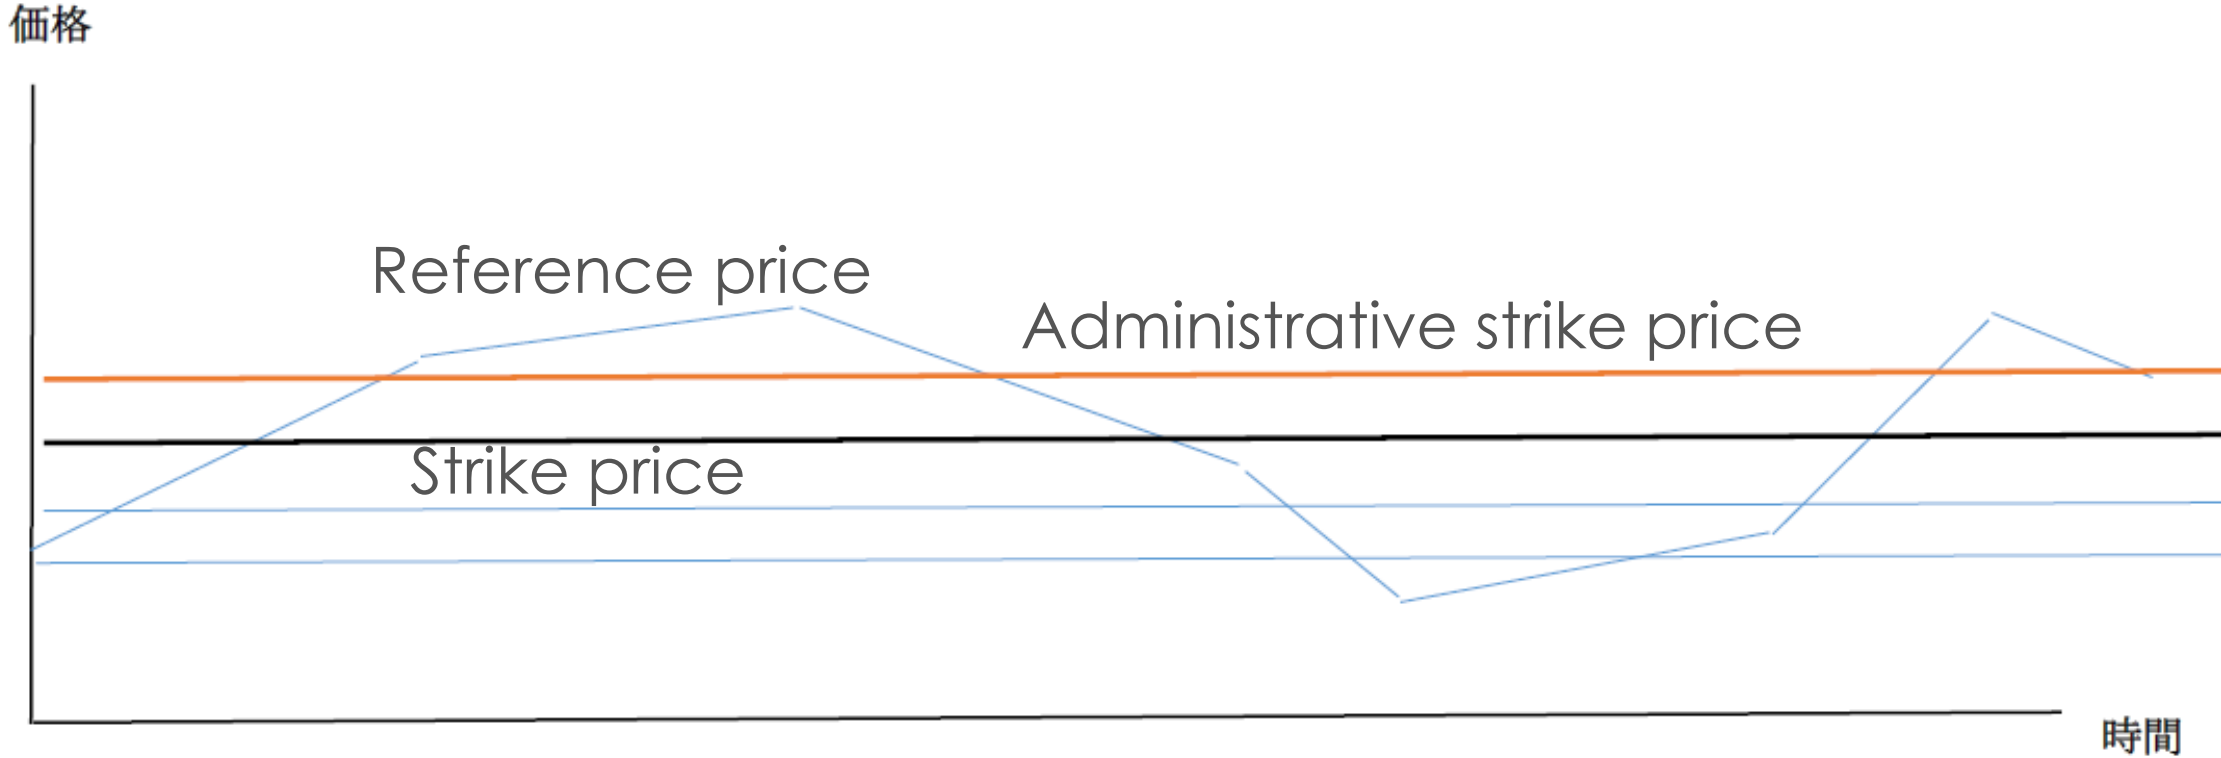 価格
Reference price
Administrative strike price
Strike price
時間